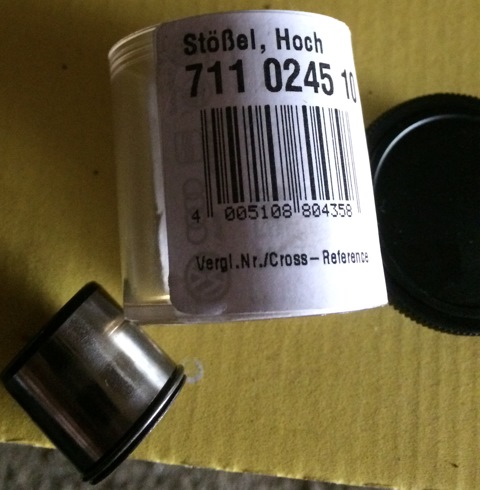 Stößel, Hoch
711 0245 10
4 005108 804358
Vergl.Nr./Cross-Reference